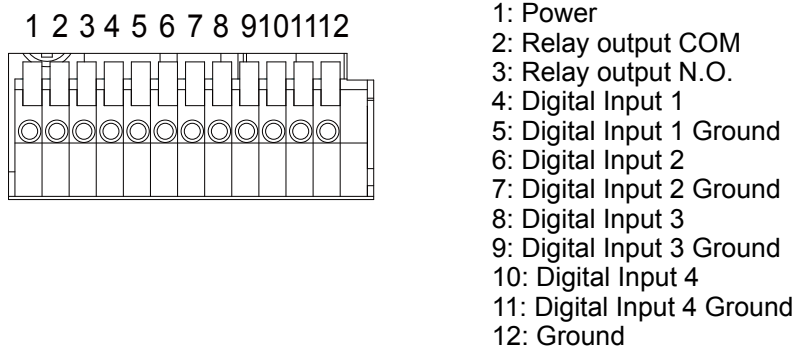 1 2 3 4 5 6 7 8 9101112
1: Power
2: Relay output COM
3: Relay output N.O.
4: Digital Input 1
5: Digital Input 1 Ground
6: Digital Input 2
7: Digital Input 2 Ground
8: Digital Input 3
9: Digital Input 3 Ground
10: Digital Input 4
11: Digital Input 4 Ground
12: Ground